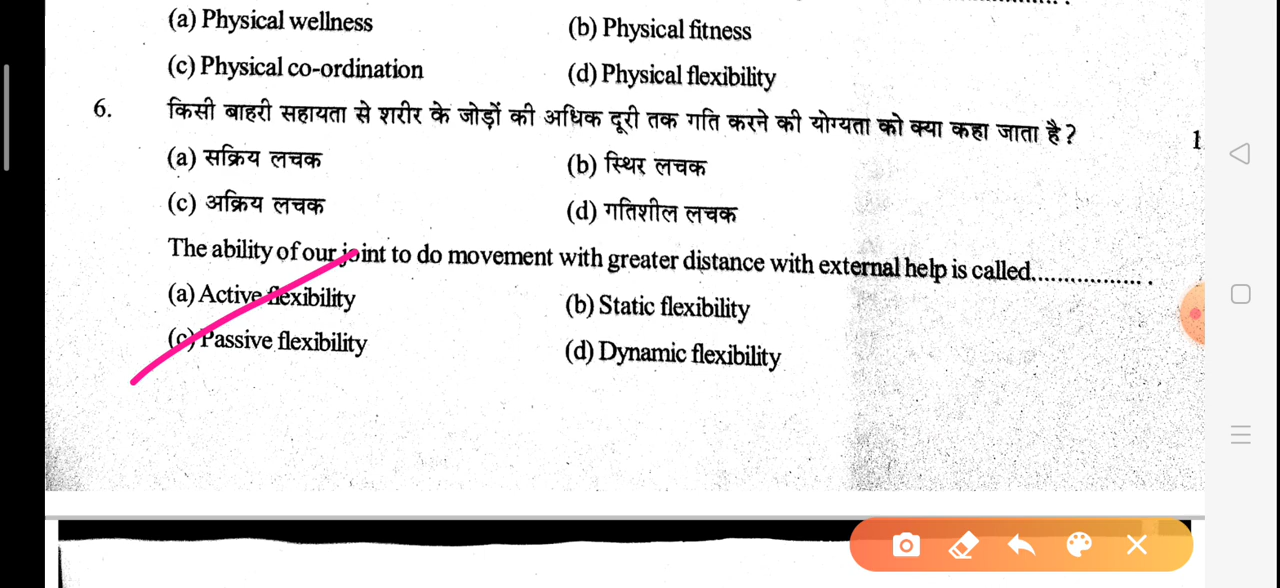 (a) Physical wellness (b) Physical fitness
(c) Physical co-ordination (d) Physical flexibility
6. किसी बाहरी सहायता से शरीर के जोड़ों की अधिक दूरी तक गति करने की योग्यता को क्या कहा जाता है? 1
(a) सक्रिय लचक (b) स्थिर लचक
(c) अक्रिय लचक (d) गतिशील लचक
The ability of our joint to do movement with greater distance with external help is called................. .
(a) Active flexibility (b) Static flexibility
(c) Passive flexibility (d) Dynamic flexibility